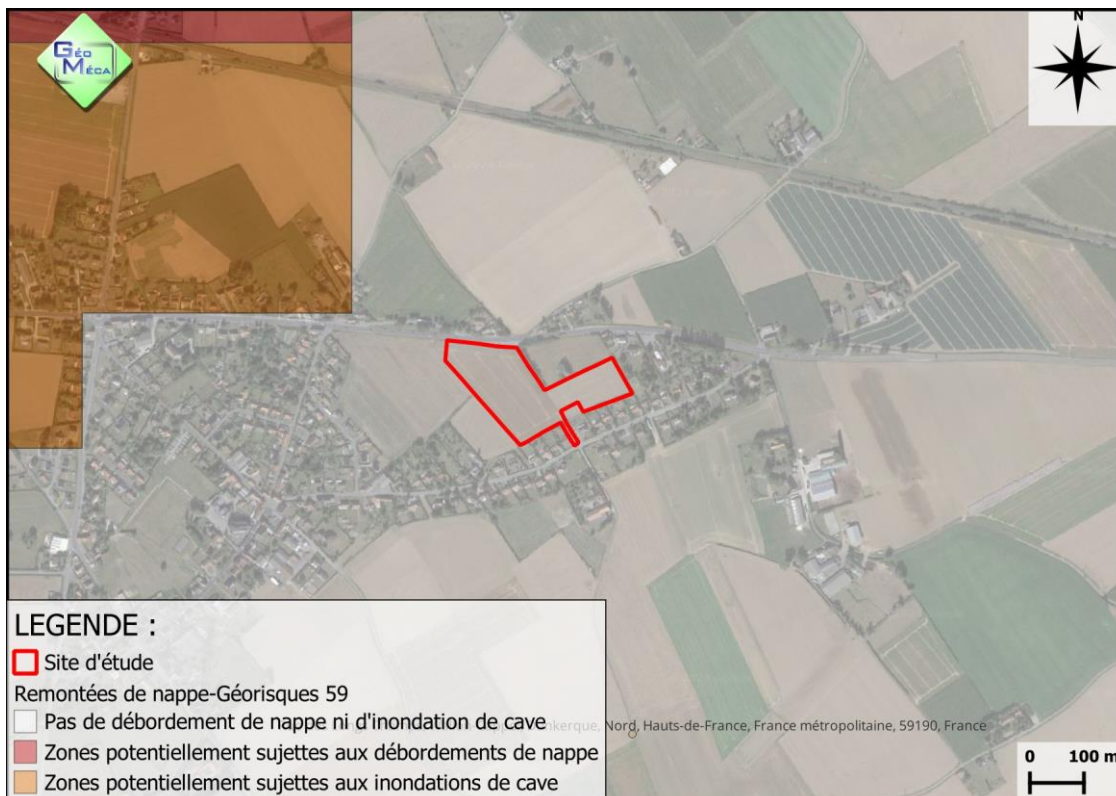 GÉO
MÉCA
N
LEGENDE :
Site d'étude
Remontées de nappe-Géorisques 59
Pas de débordement de nappe ni d'inondation de cave
nkerque, Nord, Hauts-de-France, France métropolitaine, 59190, France
Zones potentiellement sujettes aux débordements de nappe
Zones potentiellement sujettes aux inondations de cave
0 100 m